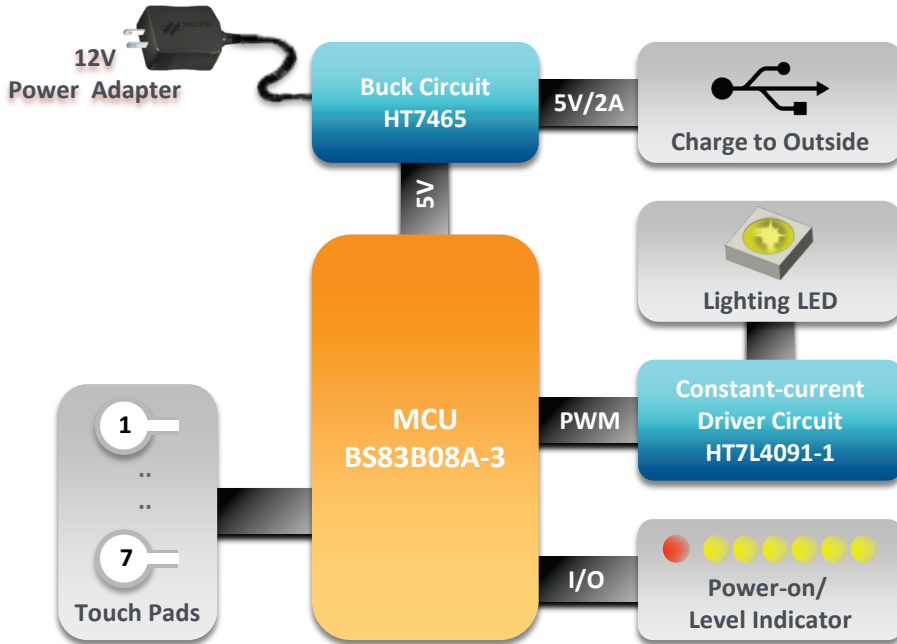 12V
Power Adapter
HOLTEK
Buck Circuit
HT7465
5V/2A
Charge to Outside
5V
Lighting LED
MCU
BS83B08A-3
PWM
Constant-current
Driver Circuit
HT7L4091-1
1
..
..
7
Touch Pads
I/O
Power-on/
Level Indicator